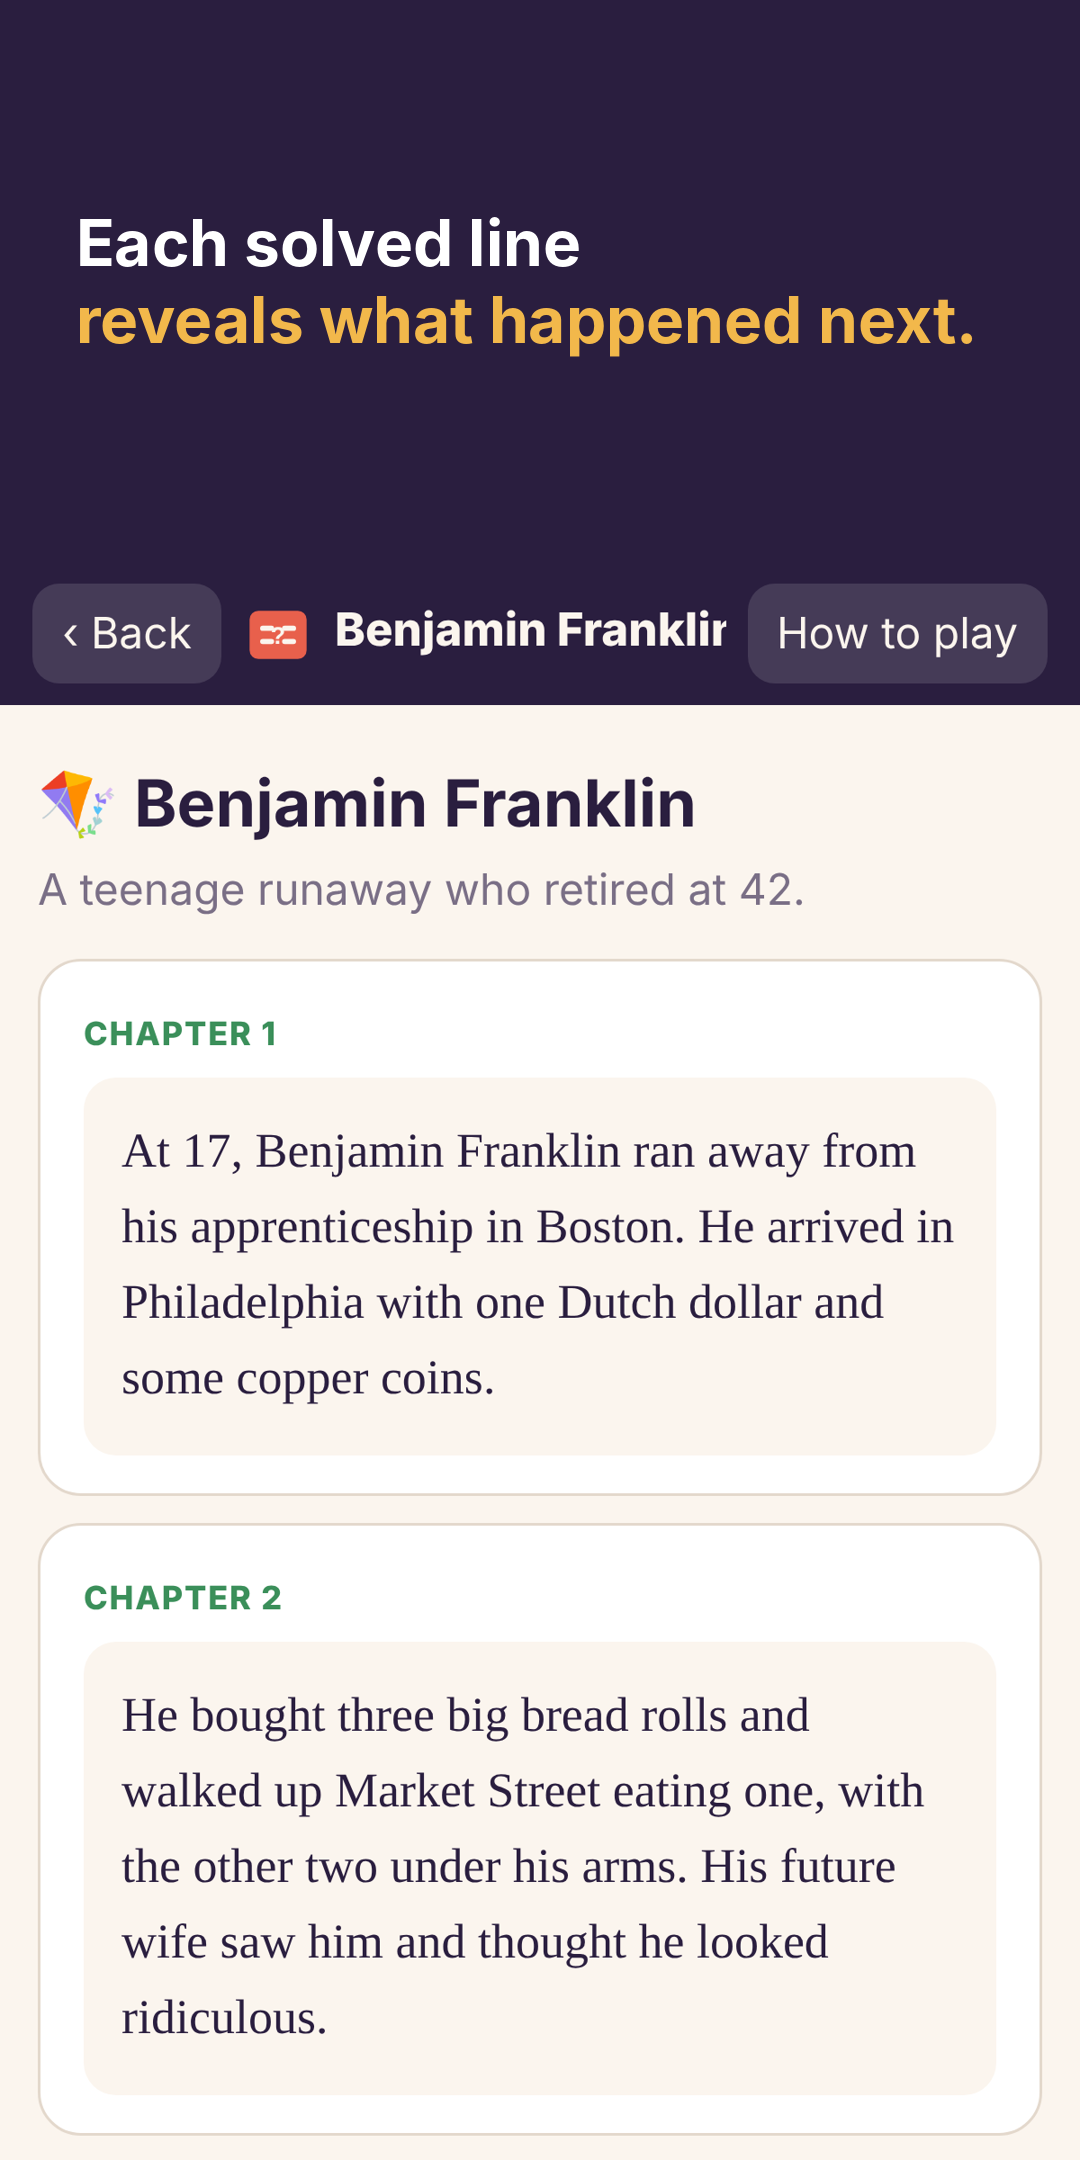 Each solved line
reveals what happened next.
‹ Back
Benjamin Franklin
How to play
Benjamin Franklin
A teenage runaway who retired at 42.
CHAPTER 1
At 17, Benjamin Franklin ran away from
his apprenticeship in Boston. He arrived in
Philadelphia with one Dutch dollar and
some copper coins.
CHAPTER 2
He bought three big bread rolls and
walked up Market Street eating one, with
the other two under his arms. His future
wife saw him and thought he looked
ridiculous.